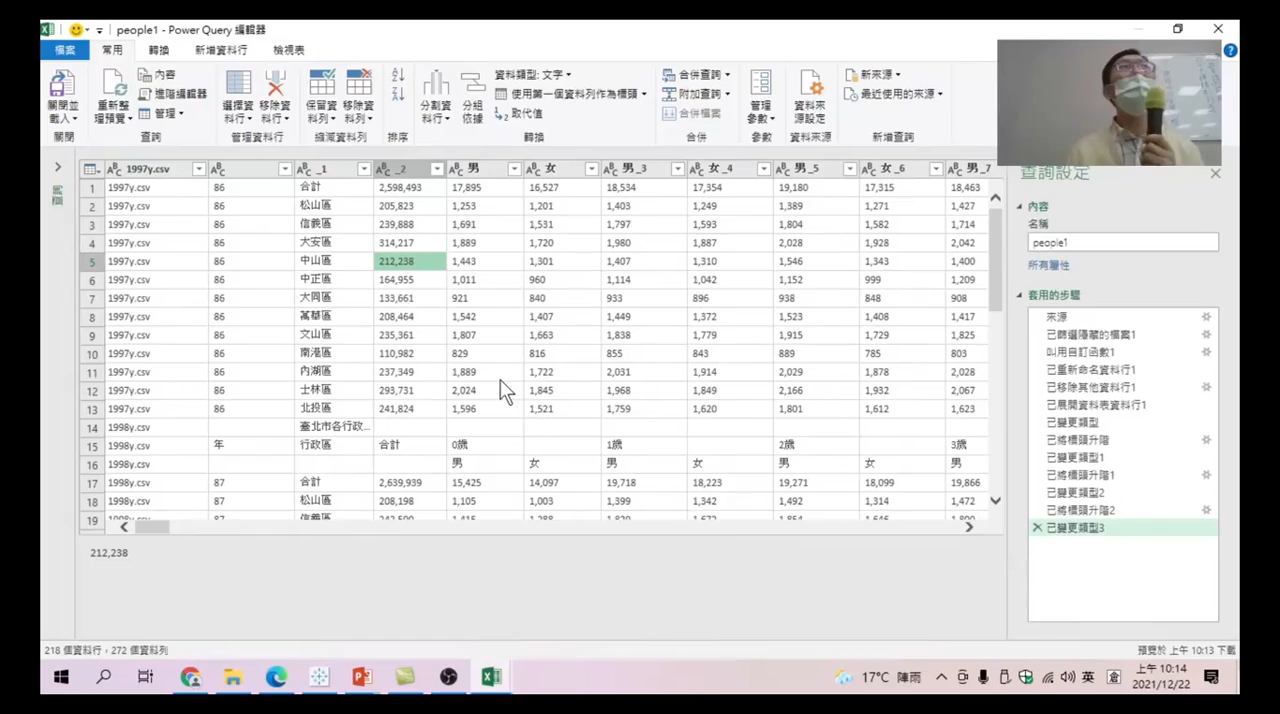 people1 - Power Query 編輯器
檔案 常用 轉換 新增資料行 檢視表
關閉並載入 重新整理預覽 內容 進階編輯器 管理 選擇資料行 移除資料行 保留資料列 移除資料列 分割資料行 分組依據 資料類型: 文字 使用第一個資料列作為標頭 取代值 合併查詢 附加查詢 合併檔案 管理參數 資料來源設定 新來源 最近使用的來源
關閉 查詢 管理資料行 縮減資料列 排序 轉換 合併 參數 資料來源 新增查詢
1997y.csv _1 _2 男 女 男_3 女_4 男_5 女_6 男_7
1 1997y.csv 86 合計 2,598,493 17,895 16,527 18,534 17,354 19,180 17,315 18,463
2 1997y.csv 86 松山區 205,823 1,253 1,201 1,403 1,249 1,389 1,271 1,427
3 1997y.csv 86 信義區 239,888 1,691 1,531 1,797 1,593 1,804 1,582 1,714
4 1997y.csv 86 大安區 314,217 1,889 1,720 1,980 1,887 2,028 1,928 2,042
5 1997y.csv 86 中山區 212,238 1,443 1,301 1,407 1,310 1,546 1,343 1,400
6 1997y.csv 86 中正區 164,955 1,011 960 1,114 1,042 1,152 999 1,209
7 1997y.csv 86 大同區 133,661 921 840 933 896 938 848 908
8 1997y.csv 86 萬華區 208,464 1,542 1,407 1,449 1,372 1,523 1,408 1,417
9 1997y.csv 86 文山區 235,361 1,807 1,663 1,838 1,779 1,915 1,729 1,825
10 1997y.csv 86 南港區 110,982 829 816 855 843 889 785 803
11 1997y.csv 86 內湖區 237,349 1,889 1,722 2,031 1,914 2,029 1,878 2,028
12 1997y.csv 86 士林區 293,731 2,024 1,845 1,968 1,849 2,166 1,932 2,067
13 1997y.csv 86 北投區 241,824 1,596 1,521 1,759 1,620 1,801 1,612 1,623
14 1998y.csv 臺北市各行政...
15 1998y.csv 年 行政區 合計 0歲 1歲 2歲 3歲
16 1998y.csv 男 女 男 女 男 女 男
17 1998y.csv 87 合計 2,639,939 15,425 14,097 19,718 18,223 19,271 18,099 19,866
18 1998y.csv 87 松山區 208,198 1,105 1,003 1,399 1,342 1,492 1,314 1,472
19
212,238
查詢設定
內容
名稱
people1
所有屬性
套用的步驟
來源
已篩選隱藏的檔案1
叫用自訂函數1
已重新命名資料行1
已移除其他資料行1
已展開資料表資料行1
已變更類型
已將標頭升階
已變更類型1
已將標頭升階1
已變更類型2
已將標頭升階2
已變更類型3
218 個資料行，272 個資料列
預覽於 上午 10:13 下載
17°C 陣雨 英 倉 上午 10:14
2021/12/22